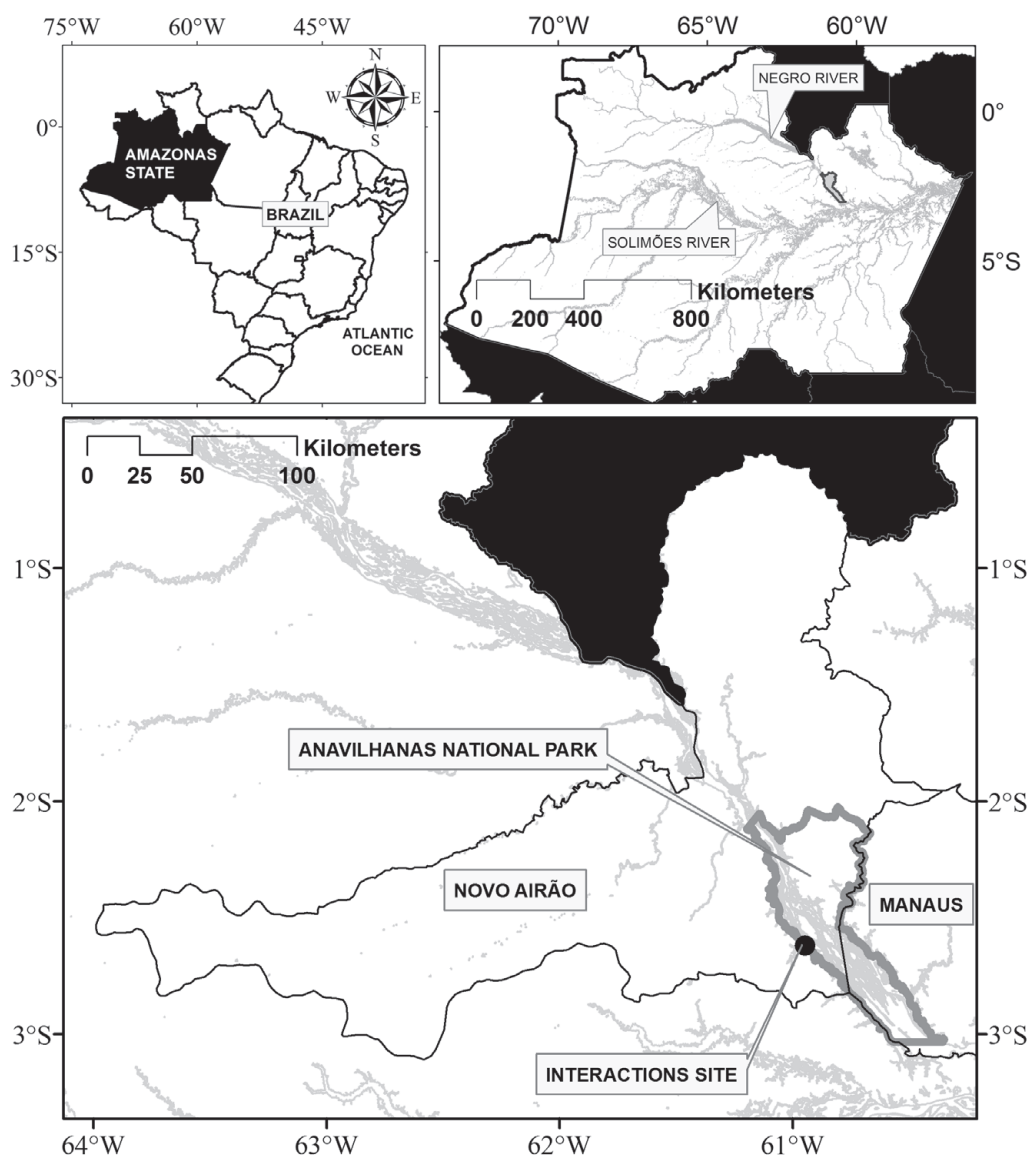 75°W 60°W 45°W
N
W E
S
0°
AMAZONAS
STATE
BRAZIL
15°S
ATLANTIC
OCEAN
30°S
70°W 65°W 60°W
NEGRO RIVER
0°
SOLIMÕES RIVER
5°S
Kilometers
0 200 400 800
Kilometers
0 25 50 100
1°S 1°S
ANAVILHANAS NATIONAL PARK
2°S 2°S
NOVO AIRÃO
MANAUS
3°S 3°S
INTERACTIONS SITE
64°W 63°W 62°W 61°W